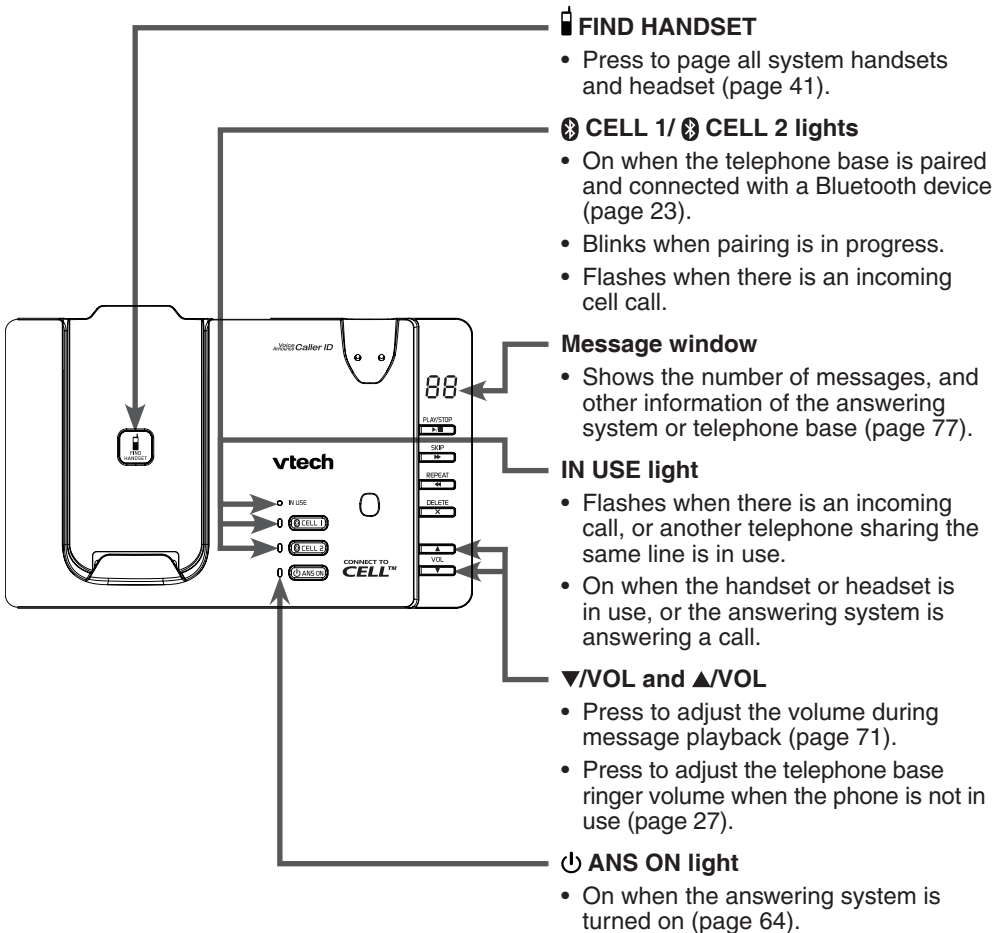 FIND HANDSET
• Press to page all system handsets
and headset (page 41).
CELL 1/ CELL 2 lights
• On when the telephone base is paired
and connected with a Bluetooth device
(page 23).
• Blinks when pairing is in progress.
• Flashes when there is an incoming
cell call.
Message window
• Shows the number of messages, and
other information of the answering
system or telephone base (page 77).
IN USE light
• Flashes when there is an incoming
call, or another telephone sharing the
same line is in use.
• On when the handset or headset is
in use, or the answering system is
answering a call.
▼/VOL and ▲/VOL
• Press to adjust the volume during
message playback (page 71).
• Press to adjust the telephone base
ringer volume when the phone is not in
use (page 27).
ANS ON light
• On when the answering system is
turned on (page 64).
Voice
Announce Caller ID
88
PLAY/STOP
SKIP
REPEAT
DELETE
VOL
FIND
HANDSET
vtech
IN USE
CELL 1
CELL 2
ANS ON
CONNECT TO
CELL™